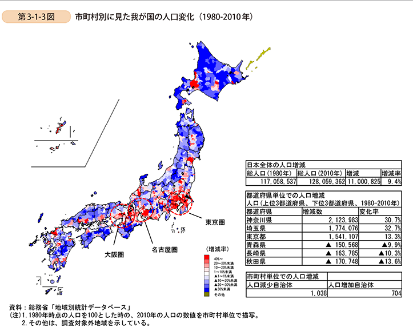 第3-1-3図 市町村別に見た我が国の人口変化（1980-2010年）
東京圏
名古屋圏
大阪圏
（増減率）
その他
日本全体の人口増減
総人口(1980年) 総人口(2010年) 増減 増減率
117,058,537 128,059,362 11,000,825 9.4%
都道府県単位での人口増減
人口(上位3都道府県、下位3都道府県、1980-2010年)
都道府県 増減数 変化率
神奈川県 2,123,983 30.7%
埼玉県 1,774,076 32.7%
東京都 1,541,107 13.3%
青森県 ▲ 150,568 ▲9.9%
長崎県 ▲ 163,785 ▲10.3%
秋田県 ▲ 170,748 ▲13.6%
市町村単位での人口増減
人口減少自治体 人口増加自治体
1,036 704
資料：総務省「地域別統計データベース」
(注)1. 1980年時点の人口を100とした時の、2010年の人口の数値を市町村単位で描写。
2. その他は、調査対象外地域を示している。